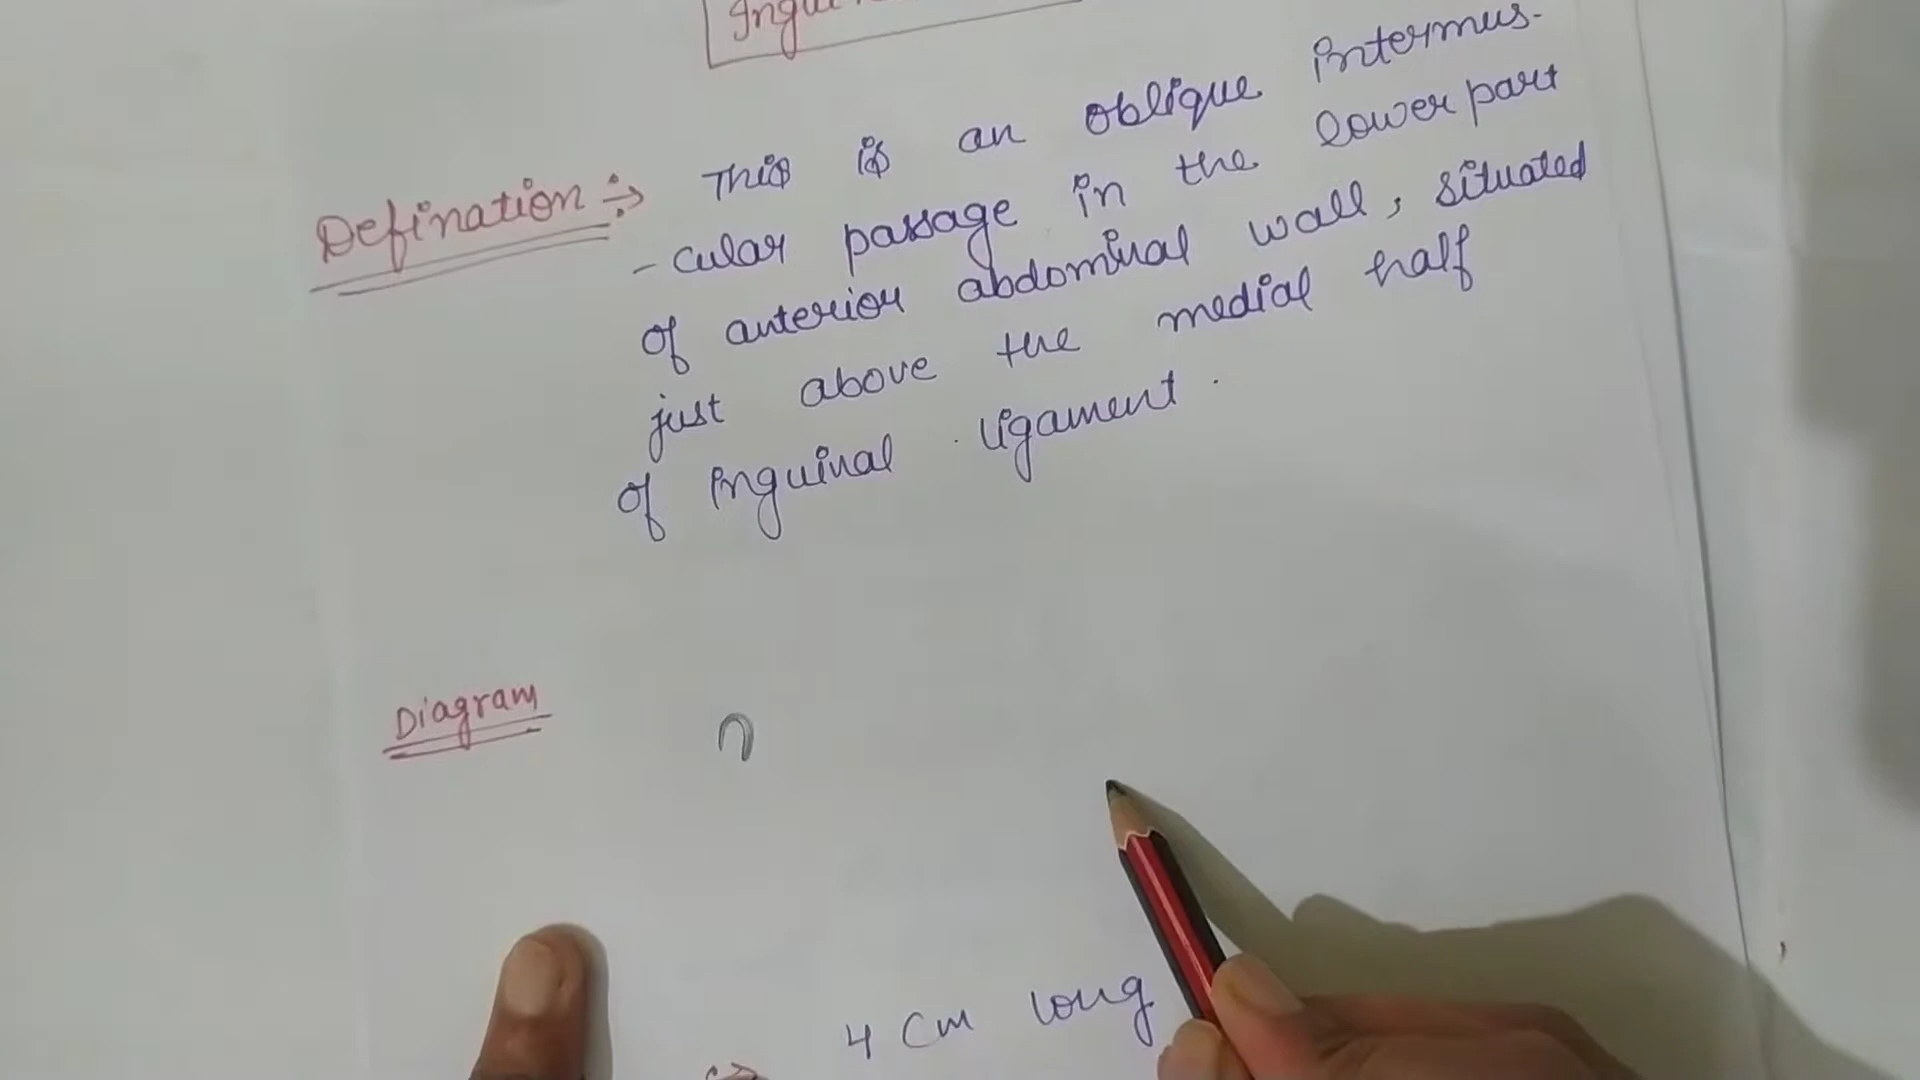 Defination :- This is an oblique intermus-
- cular passage in the lower part
of anterior abdominal wall, situated
just above the medial half
of inguinal ligament.
Diagram
4 cm long